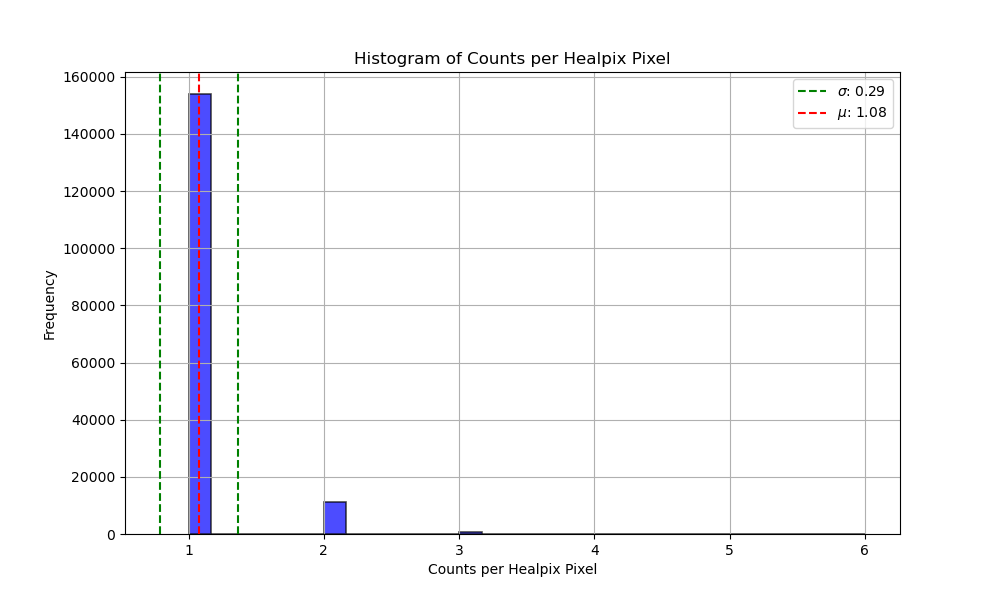 Histogram of Counts per Healpix Pixel
σ: 0.29
μ: 1.08
Frequency
160000
140000
120000
100000
80000
60000
40000
20000
0
1 2 3 4 5 6
Counts per Healpix Pixel